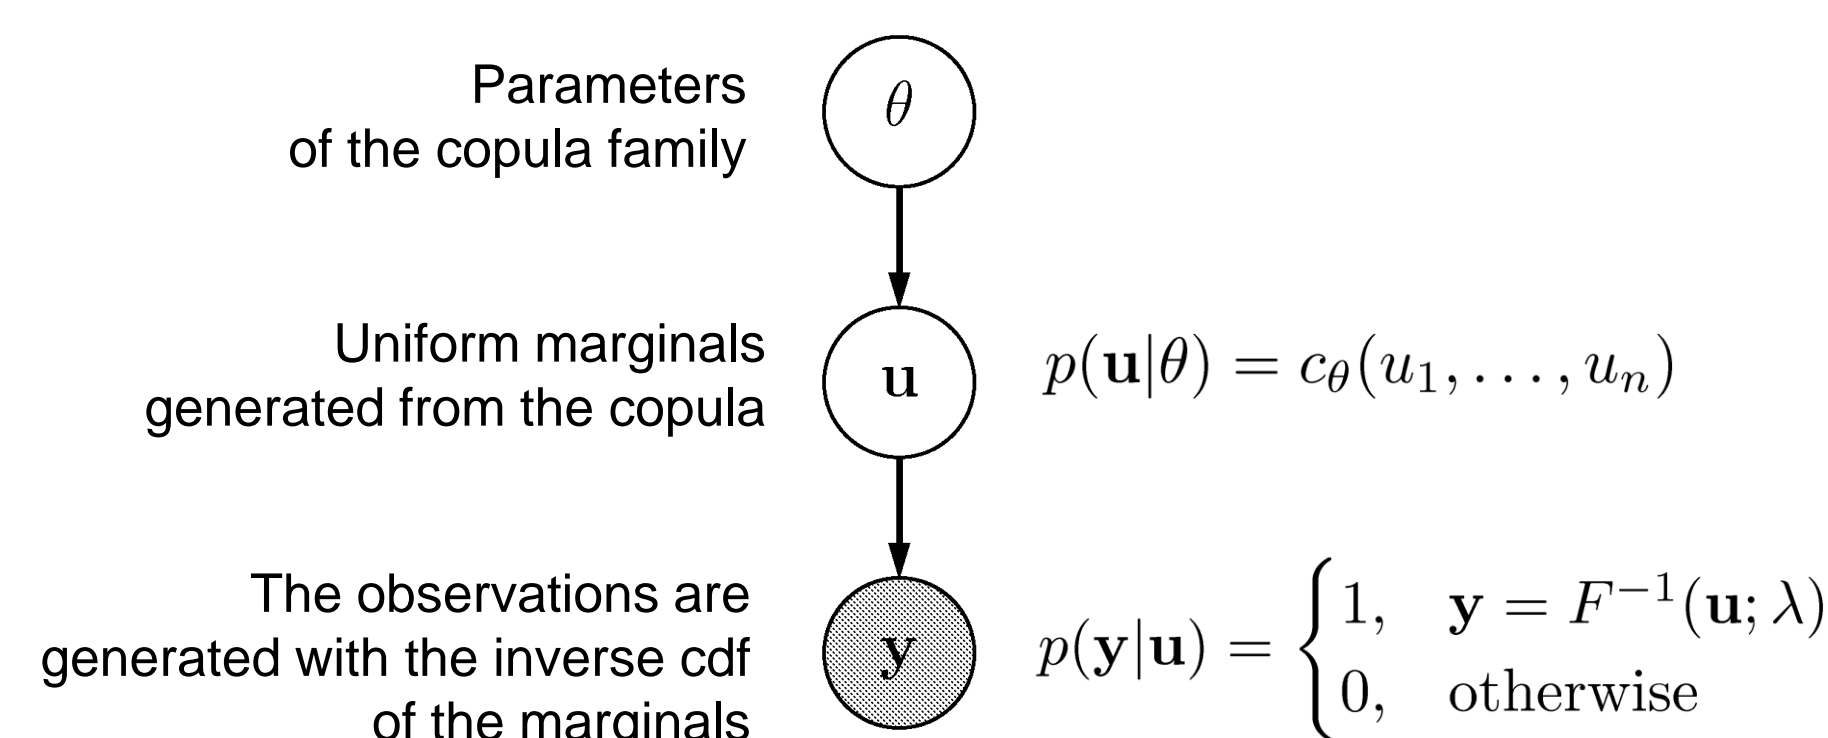 Parameters
of the copula family
θ
Uniform marginals
generated from the copula
u
p(u|θ) = c_θ(u_1, . . . , u_n)
The observations are
generated with the inverse cdf
of the marginals
y
p(y|u) = { 1, y = F^{-1}(u; λ)
0, otherwise